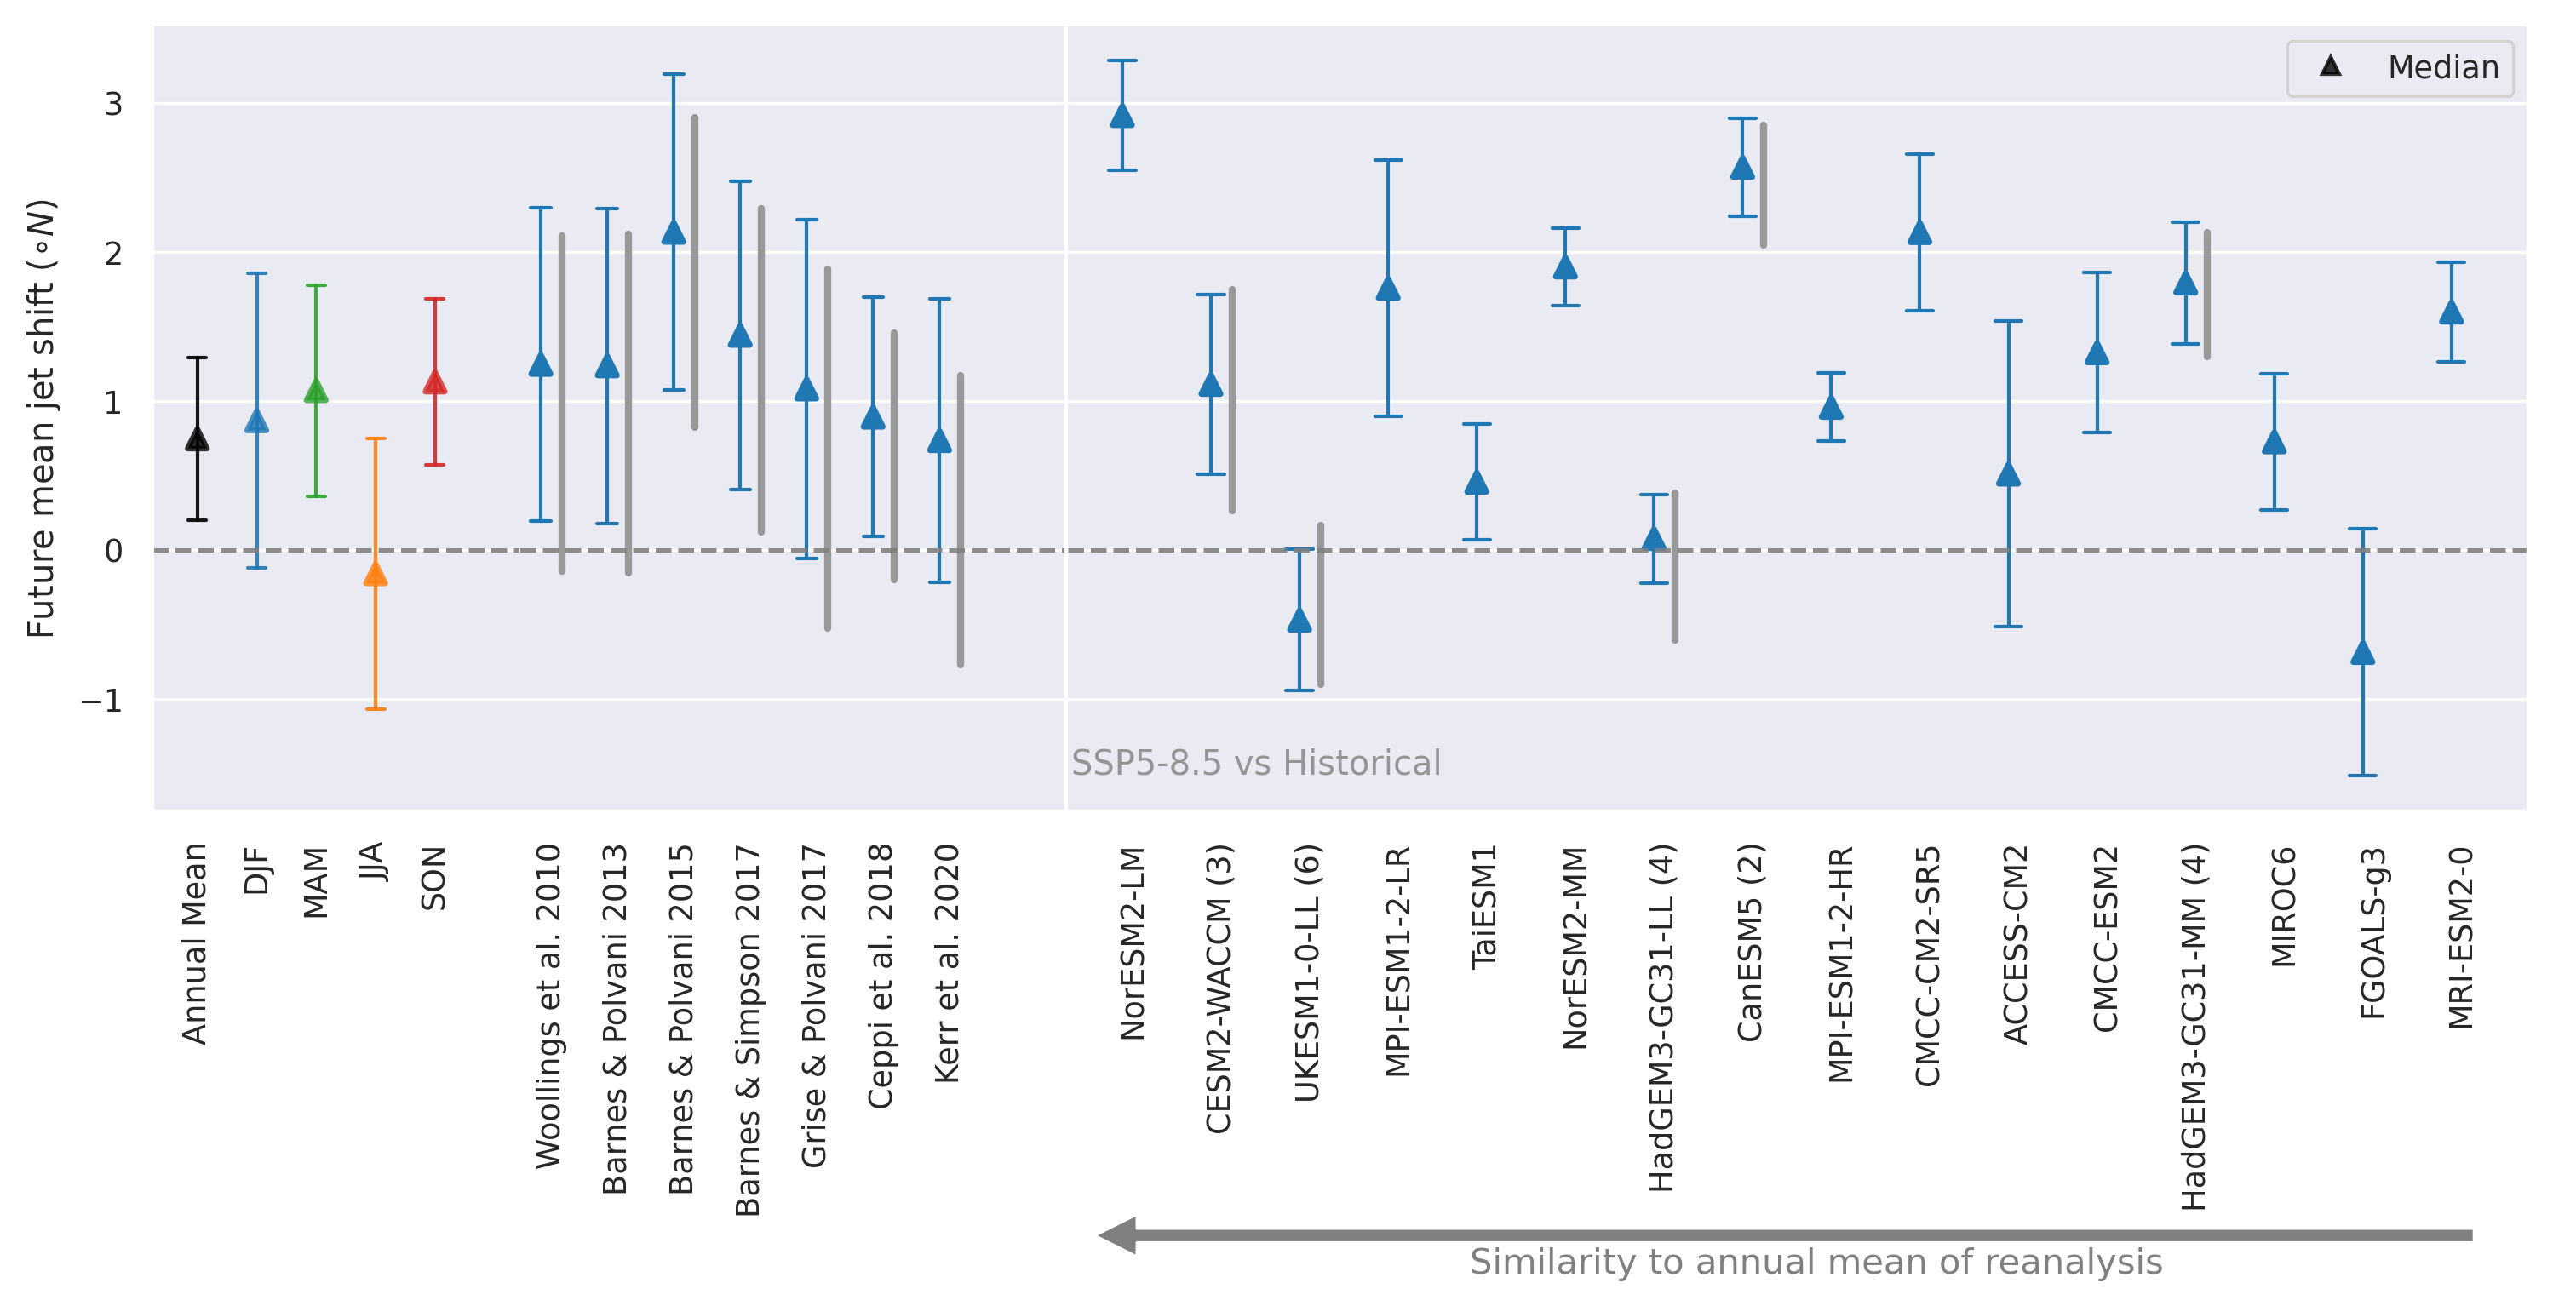 Median
3
2
1
0
−1
Future mean jet shift (∘N)
SSP5-8.5 vs Historical
Annual Mean
DJF
MAM
JJA
SON
Woollings et al. 2010
Barnes & Polvani 2013
Barnes & Polvani 2015
Barnes & Simpson 2017
Grise & Polvani 2017
Ceppi et al. 2018
Kerr et al. 2020
NorESM2-LM
CESM2-WACCM (3)
UKESM1-0-LL (6)
MPI-ESM1-2-LR
TaiESM1
NorESM2-MM
HadGEM3-GC31-LL (4)
CanESM5 (2)
MPI-ESM1-2-HR
CMCC-CM2-SR5
ACCESS-CM2
CMCC-ESM2
HadGEM3-GC31-MM (4)
MIROC6
FGOALS-g3
MRI-ESM2-0
Similarity to annual mean of reanalysis